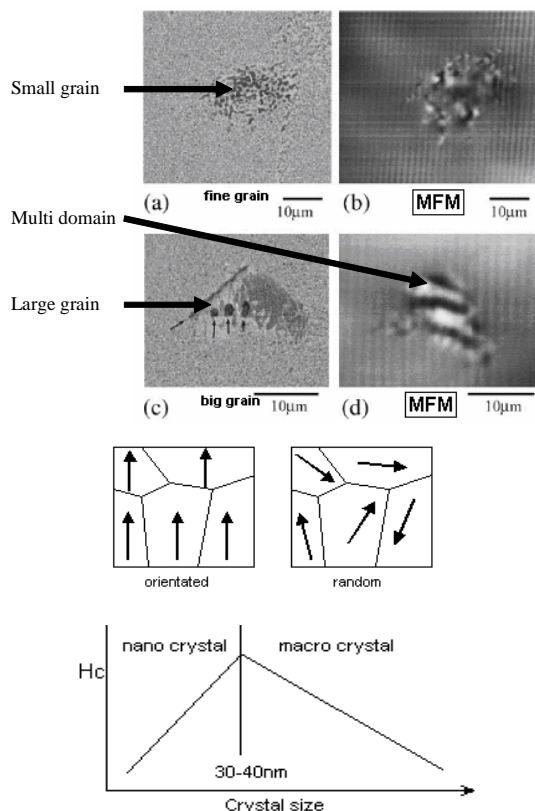 Small grain
(a)
fine grain
10μm
(b)
MFM
10μm
Multi domain
Large grain
(c)
big grain
10μm
(d)
MFM
10μm
orientated
random
nano crystal
macro crystal
Hc
30-40nm
Crystal size